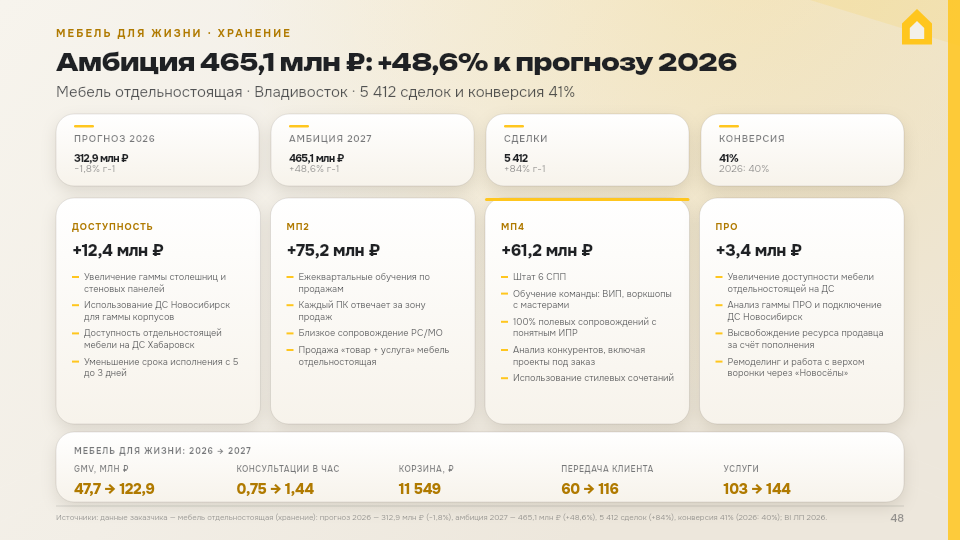 МЕБЕЛЬ ДЛЯ ЖИЗНИ · ХРАНЕНИЕ
Амбиция 465,1 млн ₽: +48,6% к прогнозу 2026
Мебель отдельностоящая · Владивосток · 5 412 сделок и конверсия 41%
ПРОГНОЗ 2026
312,9 млн ₽
−1,8% г-1
АМБИЦИЯ 2027
465,1 млн ₽
+48,6% г-1
СДЕЛКИ
5 412
+84% г-1
КОНВЕРСИЯ
41%
2026: 40%
ДОСТУПНОСТЬ
+12,4 млн ₽
Увеличение гаммы столешниц и
стеновых панелей
Использование ДС Новосибирск
для гаммы корпусов
Доступность отдельностоящей
мебели на ДС Хабаровск
Уменьшение срока исполнения с 5
до 3 дней
МП2
+75,2 млн ₽
Ежеквартальные обучения по
продажам
Каждый ПК отвечает за зону
продаж
Близкое сопровождение РС/МО
Продажа «товар + услуга» мебель
отдельностоящая
МП4
+61,2 млн ₽
Штат 6 СПП
Обучение команды: ВИП, воркшопы
с мастерами
100% полевых сопровождений с
понятным ИПР
Анализ конкурентов, включая
проекты под заказ
Использование стилевых сочетаний
ПРО
+3,4 млн ₽
Увеличение доступности мебели
отдельностоящей на ДС
Анализ гаммы ПРО и подключение
ДС Новосибирск
Высвобождение ресурса продавца
за счёт пополнения
Ремоделинг и работа с верхом
воронки через «Новосёлы»
МЕБЕЛЬ ДЛЯ ЖИЗНИ: 2026 → 2027
GMV, МЛН ₽
47,7 → 122,9
КОНСУЛЬТАЦИИ В ЧАС
0,75 → 1,44
КОРЗИНА, ₽
11 549
ПЕРЕДАЧА КЛИЕНТА
60 → 116
УСЛУГИ
103 → 144
Источники: данные заказчика — мебель отдельностоящая (хранение): прогноз 2026 — 312,9 млн ₽ (−1,8%), амбиция 2027 — 465,1 млн ₽ (+48,6%), 5 412 сделок (+84%), конверсия 41% (2026: 40%); BI ЛП 2026.
48